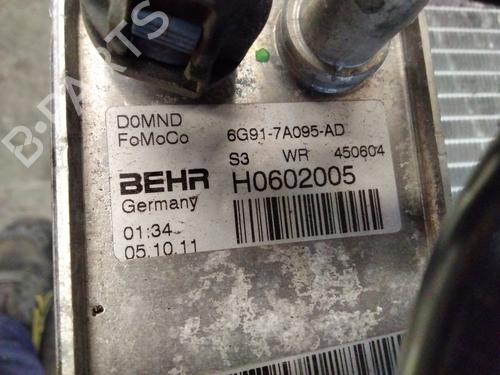 B-PARTS
D0MND
FoMoCo 6G91-7A095-AD
S3 WR 450604
BEHR H0602005
Germany
01:34
05.10.11